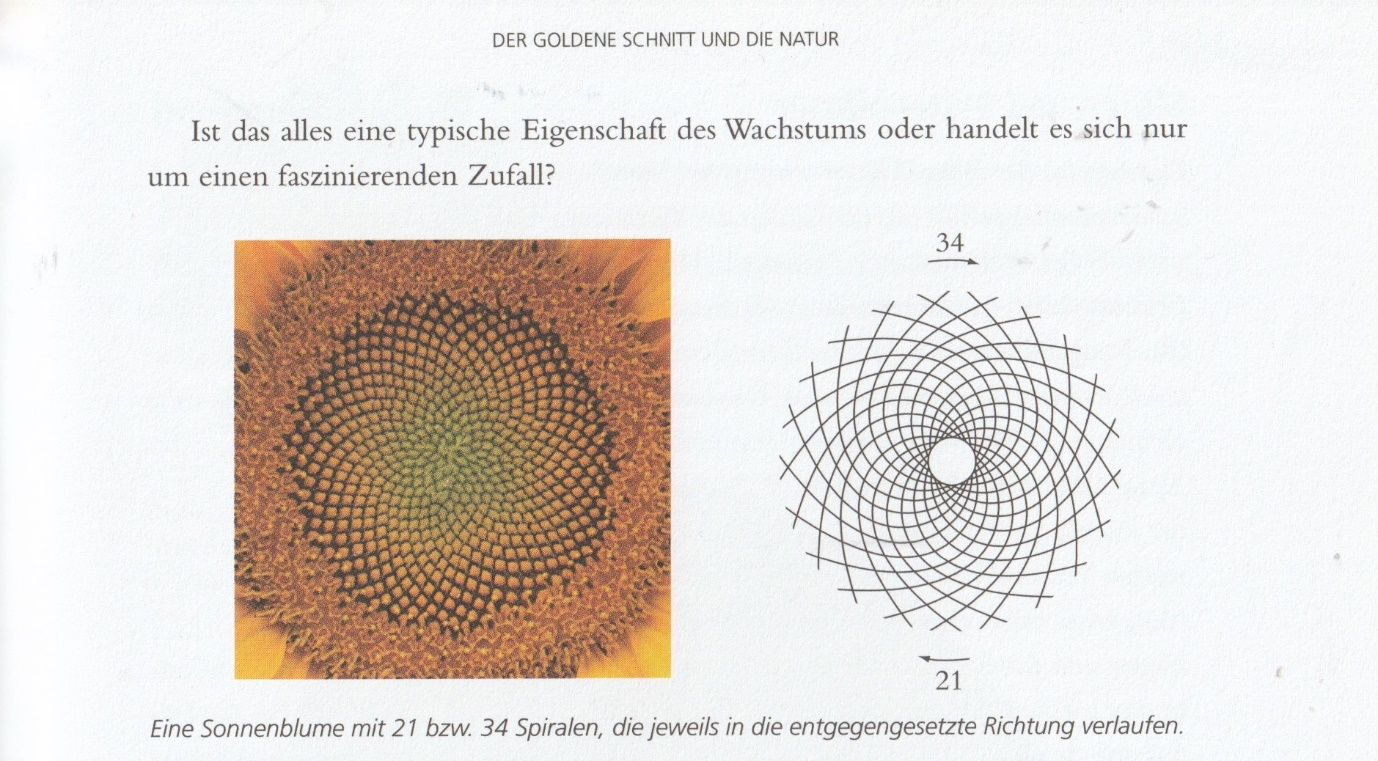 DER GOLDENE SCHNITT UND DIE NATUR
Ist das alles eine typische Eigenschaft des Wachstums oder handelt es sich nur
um einen faszinierenden Zufall?
34
21
Eine Sonnenblume mit 21 bzw. 34 Spiralen, die jeweils in die entgegengesetzte Richtung verlaufen.